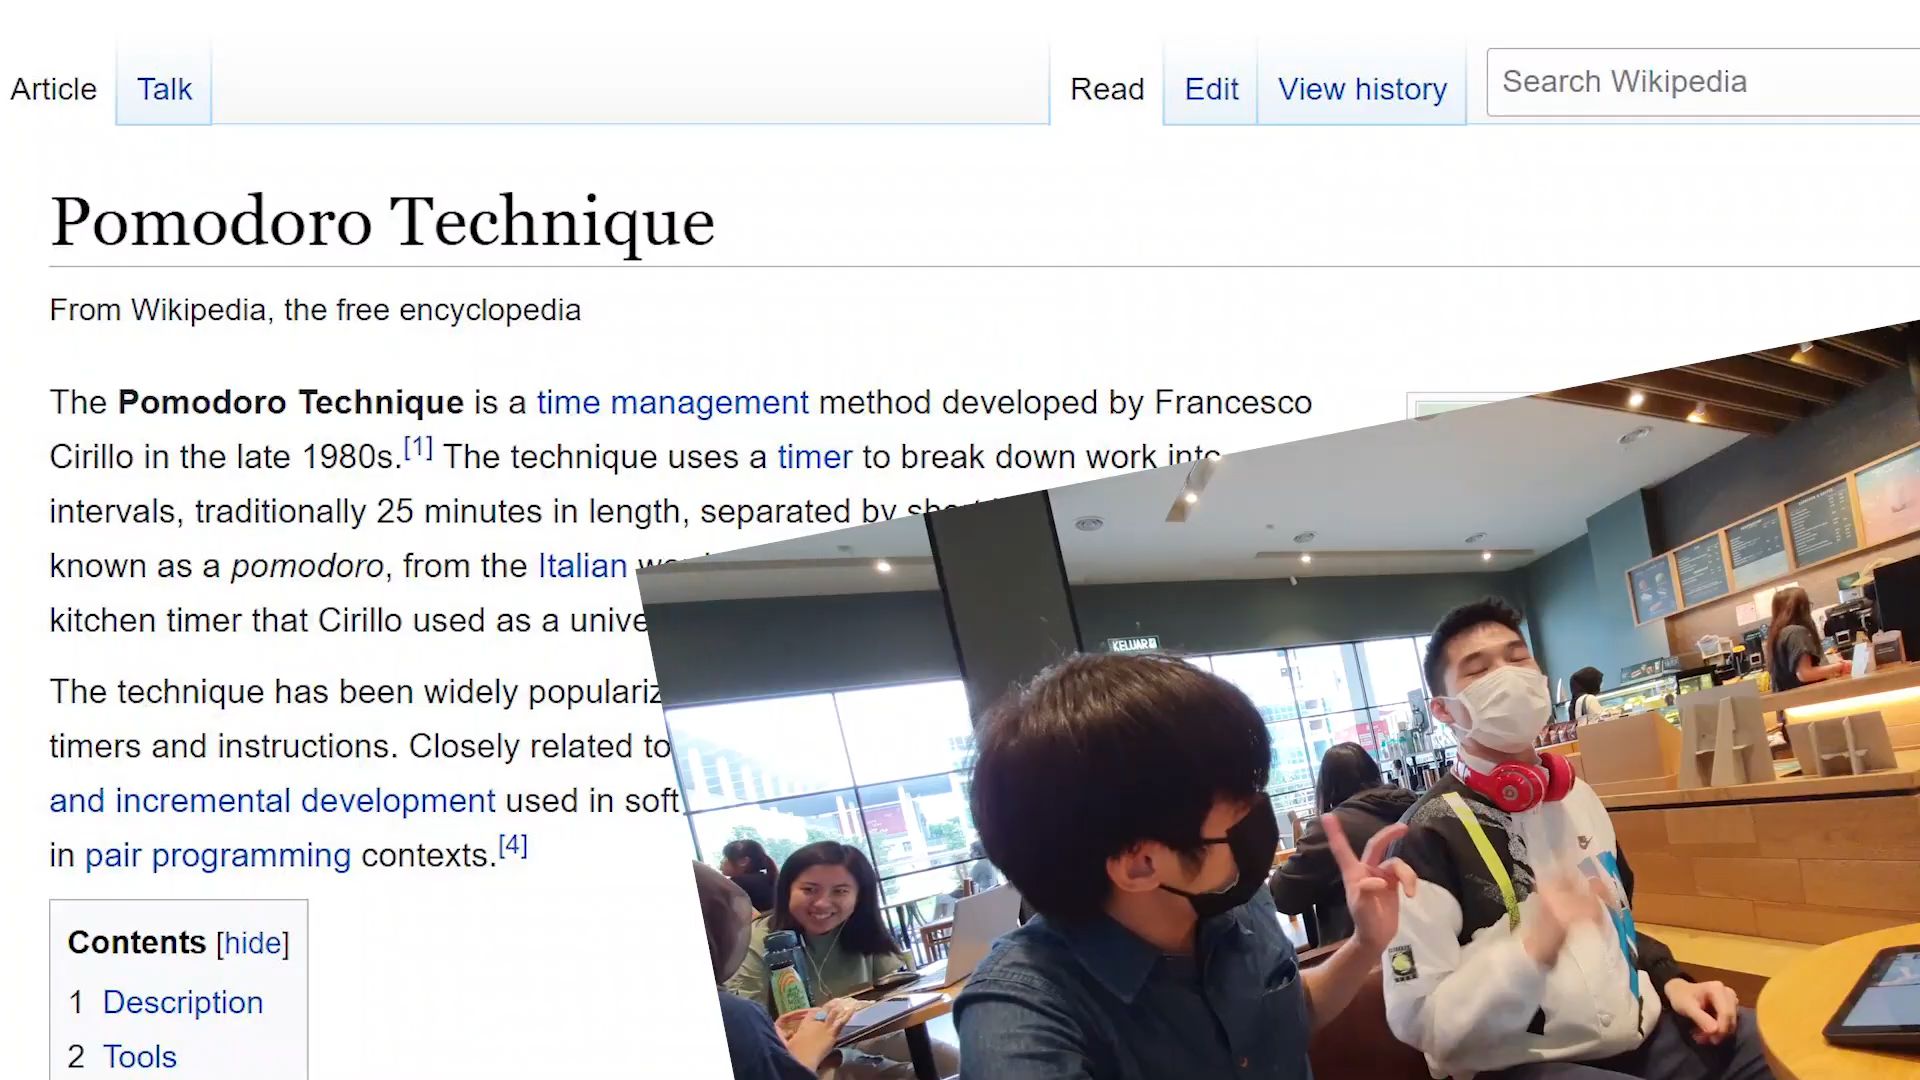 Article Talk Read Edit View history Search Wikipedia
Pomodoro Technique
From Wikipedia, the free encyclopedia
The Pomodoro Technique is a time management method developed by Francesco
Cirillo in the late 1980s.[1] The technique uses a timer to break down work into
intervals, traditionally 25 minutes in length, separated by
known as a pomodoro, from the Italian
kitchen timer that Cirillo used as a
The technique has been widely
timers and instructions. Closely related to
and incremental development used in
in pair programming contexts.[4]
Contents [hide]
1 Description
2 Tools
KELUAR